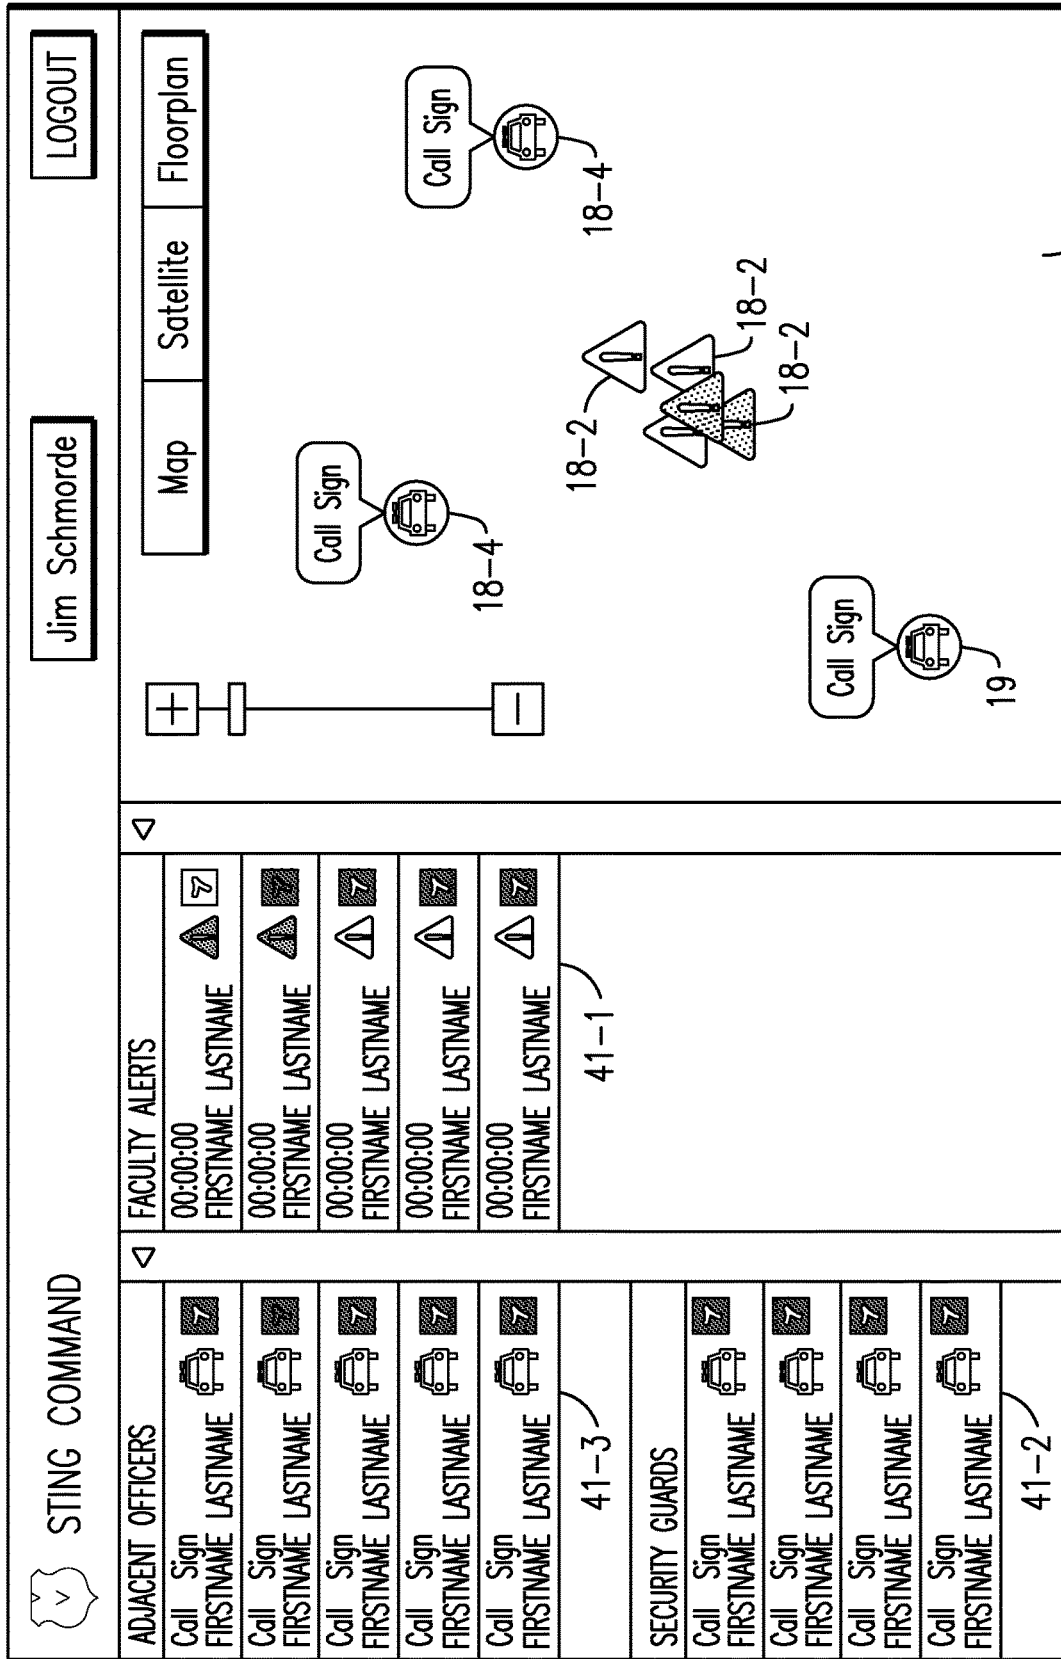 STING COMMAND
Jim Schmorde
LOGOUT
ADJACENT OFFICERS
Call Sign
FIRSTNAME LASTNAME
Call Sign
FIRSTNAME LASTNAME
Call Sign
FIRSTNAME LASTNAME
Call Sign
FIRSTNAME LASTNAME
Call Sign
FIRSTNAME LASTNAME
41-3
SECURITY GUARDS
Call Sign
FIRSTNAME LASTNAME
Call Sign
FIRSTNAME LASTNAME
Call Sign
FIRSTNAME LASTNAME
Call Sign
FIRSTNAME LASTNAME
41-2
FACULTY ALERTS
00:00:00
FIRSTNAME LASTNAME
00:00:00
FIRSTNAME LASTNAME
00:00:00
FIRSTNAME LASTNAME
00:00:00
FIRSTNAME LASTNAME
00:00:00
FIRSTNAME LASTNAME
41-1
Map Satellite Floorplan
+
−
Call Sign
18-4
Call Sign
18-4
18-2
18-2
18-2
Call Sign
19